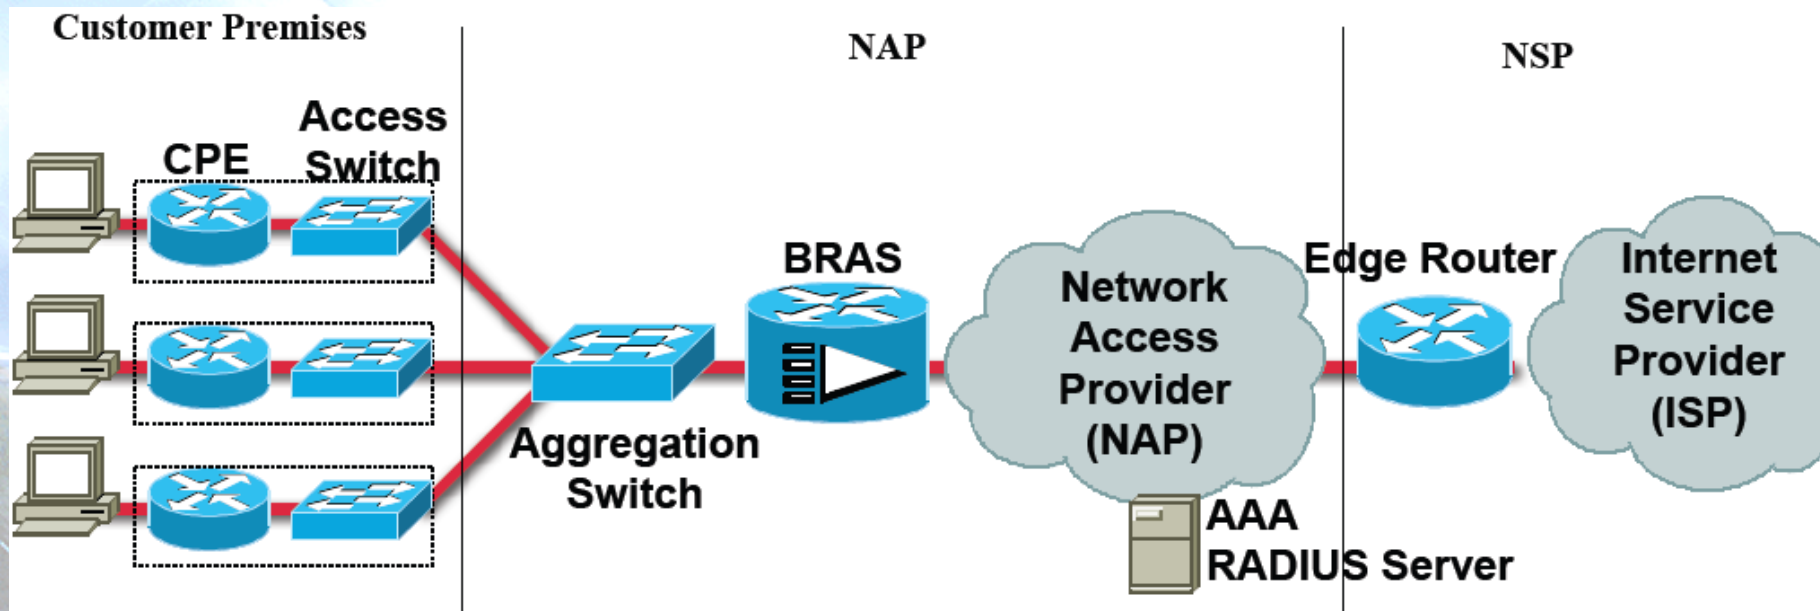 Customer Premises
NAP
NSP
Access
Switch
CPE
BRAS
Aggregation
Switch
Network
Access
Provider
(NAP)
AAA
RADIUS Server
Edge Router
Internet
Service
Provider
(ISP)